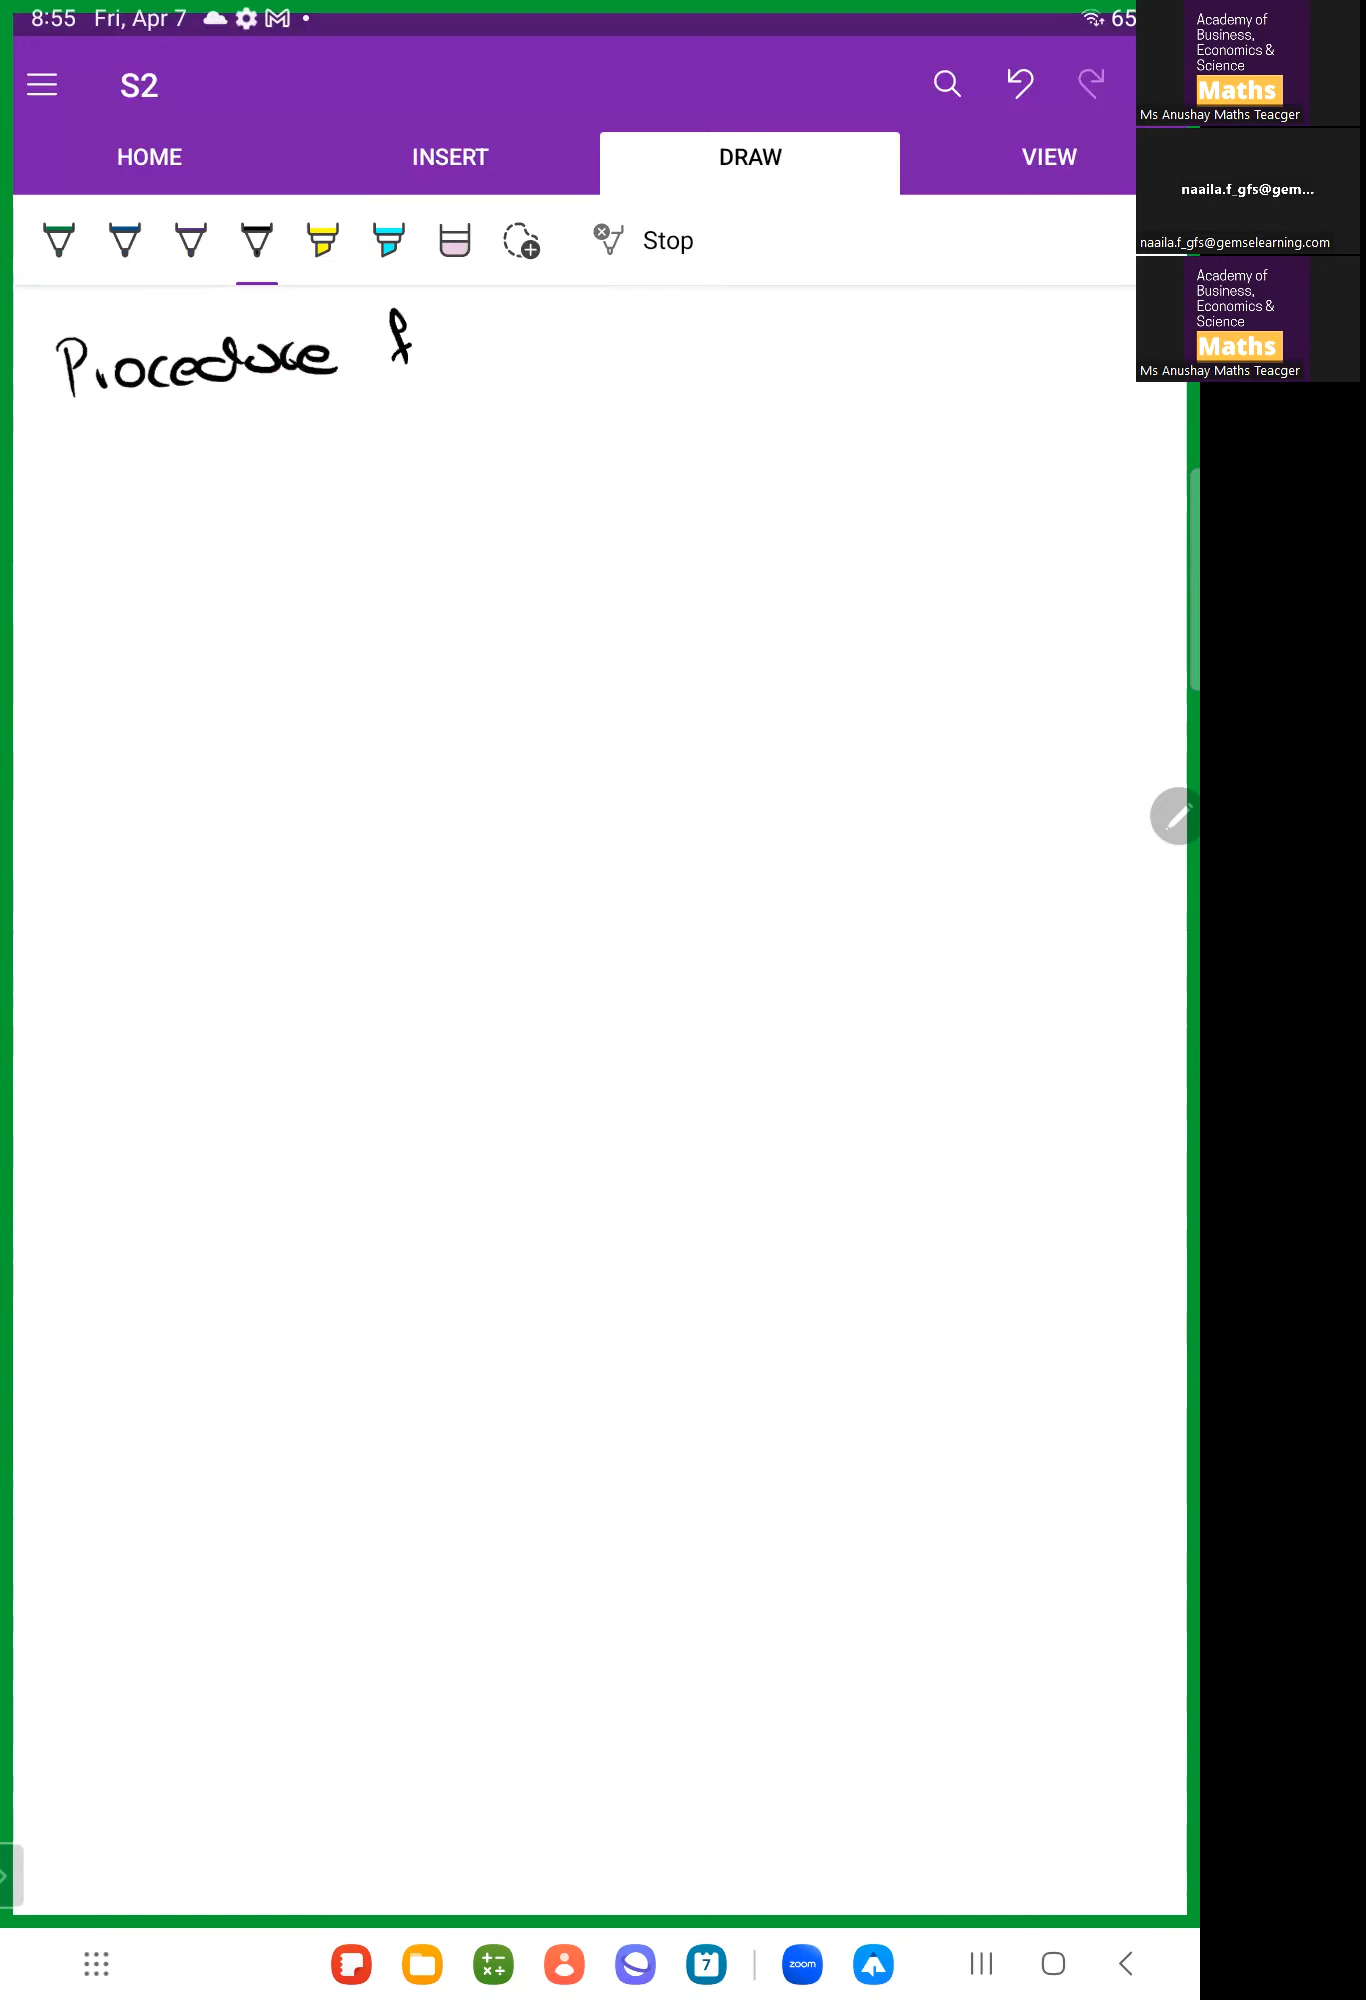 8:55 Fri, Apr 7
65
S2
HOME INSERT DRAW VIEW
Stop
Procedure f
Academy of
Business,
Economics &
Science
Maths
Ms Anushay Maths Teacger
naaila.f_gfs@gem...
naaila.f_gfs@gemselearning.com
Academy of
Business,
Economics &
Science
Maths
Ms Anushay Maths Teacger
7
zoom